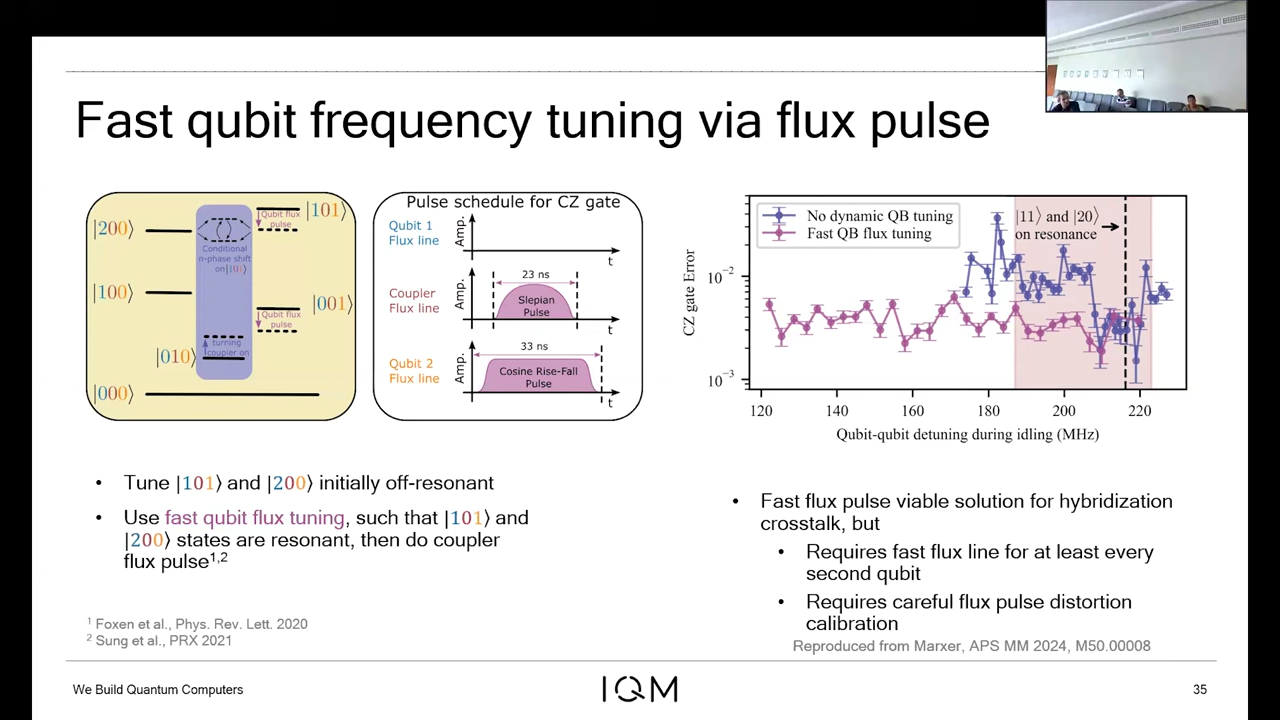 Fast qubit frequency tuning via flux pulse
|200⟩
|101⟩
Qubit flux
pulse
Conditional
π-phase shift
on|101⟩
|100⟩
|001⟩
Qubit flux
pulse
turning
coupler on
|010⟩
|000⟩
Pulse schedule for CZ gate
Qubit 1
Flux line
Amp.
t
Coupler
Flux line
Amp.
23 ns
Slepian
Pulse
t
Qubit 2
Flux line
Amp.
33 ns
Cosine Rise-Fall
Pulse
t
No dynamic QB tuning
Fast QB flux tuning
|11⟩ and |20⟩
on resonance
CZ gate Error
10⁻²
10⁻³
120 140 160 180 200 220
Qubit-qubit detuning during idling (MHz)
• Tune |101⟩ and |200⟩ initially off-resonant
• Use fast qubit flux tuning, such that |101⟩ and
|200⟩ states are resonant, then do coupler
flux pulse¹,²
• Fast flux pulse viable solution for hybridization
crosstalk, but
• Requires fast flux line for at least every
second qubit
• Requires careful flux pulse distortion
calibration
¹ Foxen et al., Phys. Rev. Lett. 2020
² Sung et al., PRX 2021
Reproduced from Marxer, APS MM 2024, M50.00008
We Build Quantum Computers
IQM
35